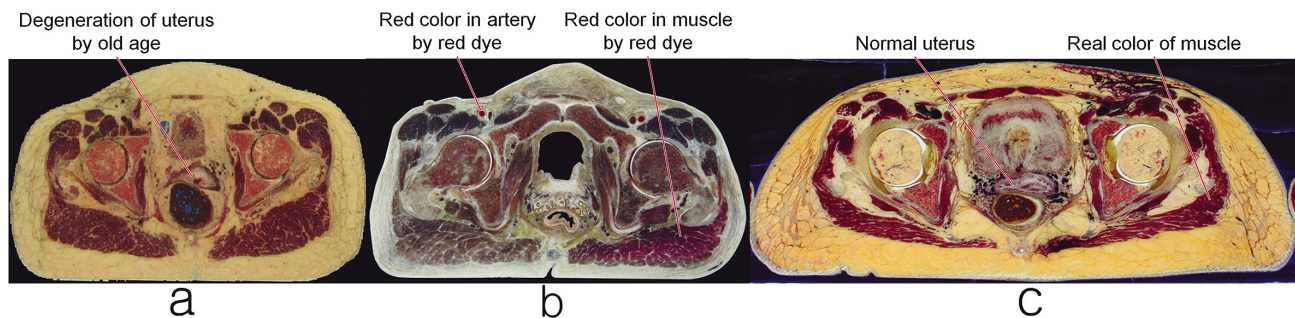 Degeneration of uterus
by old age
Red color in artery
by red dye
Red color in muscle
by red dye
Normal uterus
Real color of muscle
a
b
c